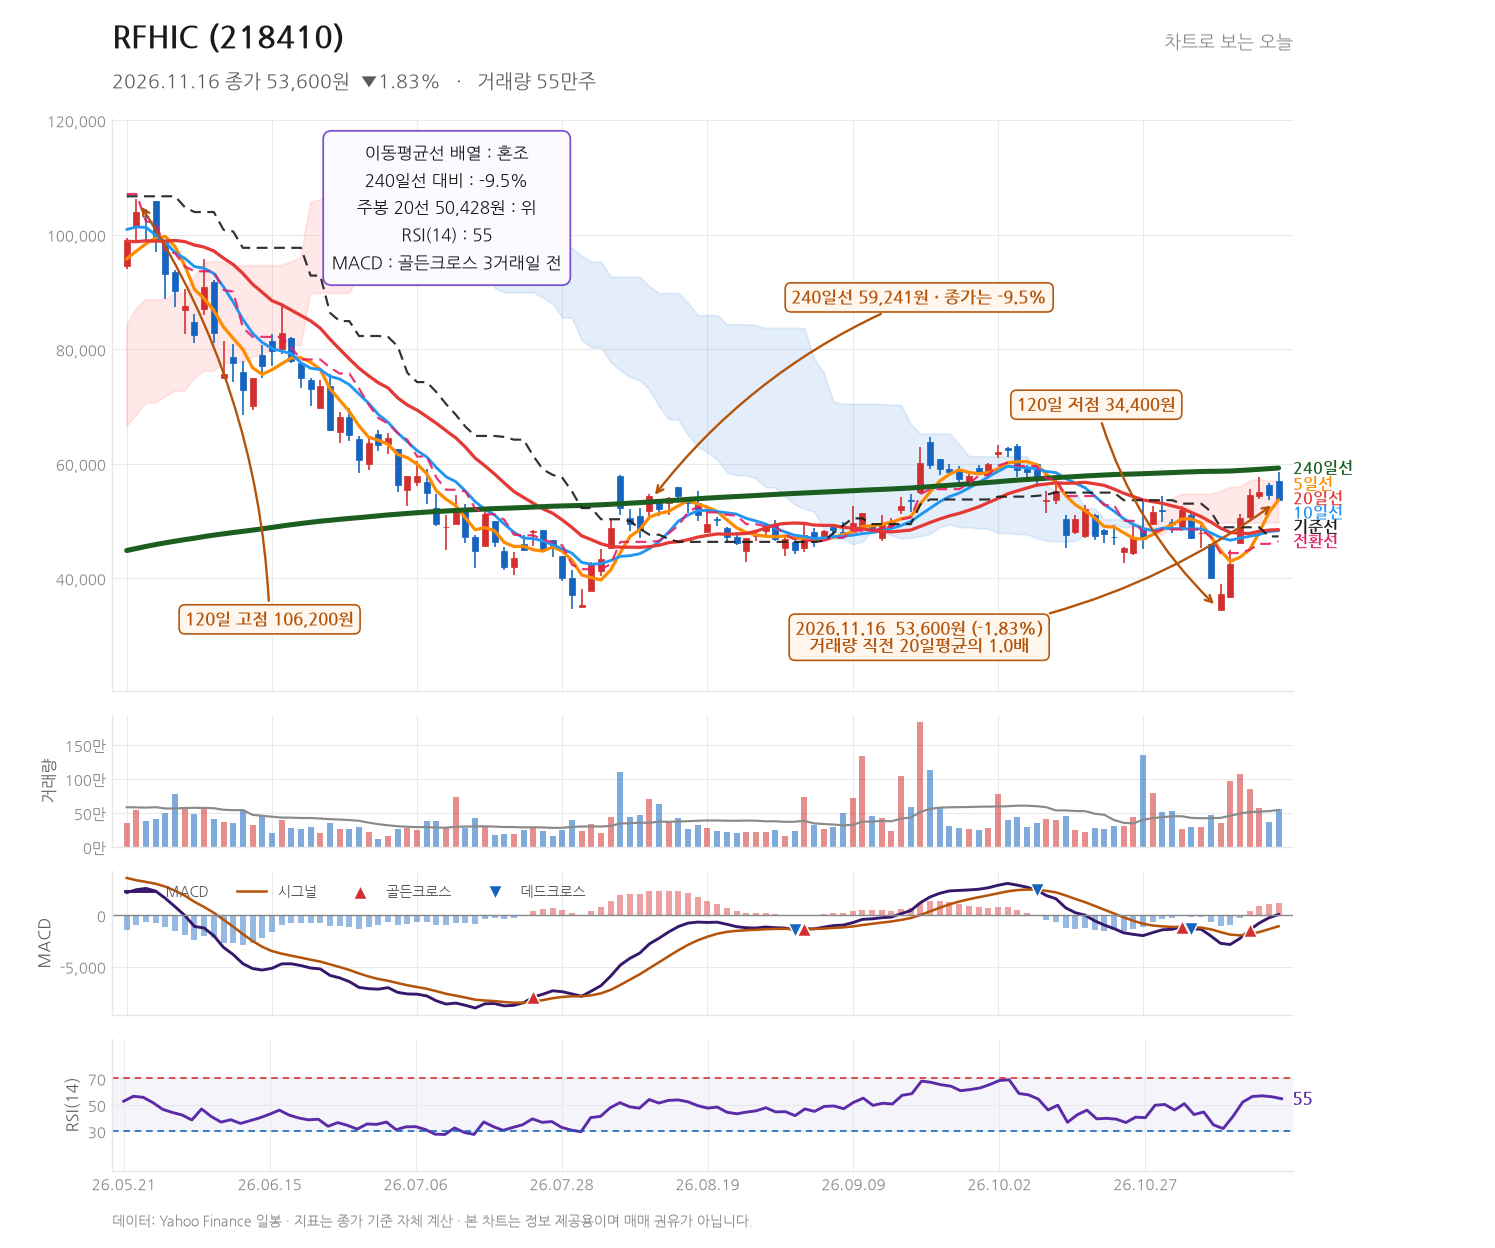 RFHIC (218410)
차트로 보는 오늘
2026.11.16 종가 53,600원 ▼1.83% · 거래량 55만주
120,000
100,000
80,000
60,000
40,000
이동평균선 배열 : 혼조
240일선 대비 : -9.5%
주봉 20선 50,428원 : 위
RSI(14) : 55
MACD : 골든크로스 3거래일 전
240일선 59,241원 · 종가는 -9.5%
120일 저점 34,400원
120일 고점 106,200원
2026.11.16 53,600원 (-1.83%)
거래량 직전 20일평균의 1.0배
240일선
5일선
20일선
10일선
기준선
전환선
거래량
150만
100만
50만
0만
MACD
MACD
시그널
골든크로스
데드크로스
0
-5,000
RSI(14)
70
50
30
55
26.05.21
26.06.15
26.07.06
26.07.28
26.08.19
26.09.09
26.10.02
26.10.27
데이터: Yahoo Finance 일봉 · 지표는 종가 기준 자체 계산 · 본 차트는 정보 제공용이며 매매 권유가 아닙니다.